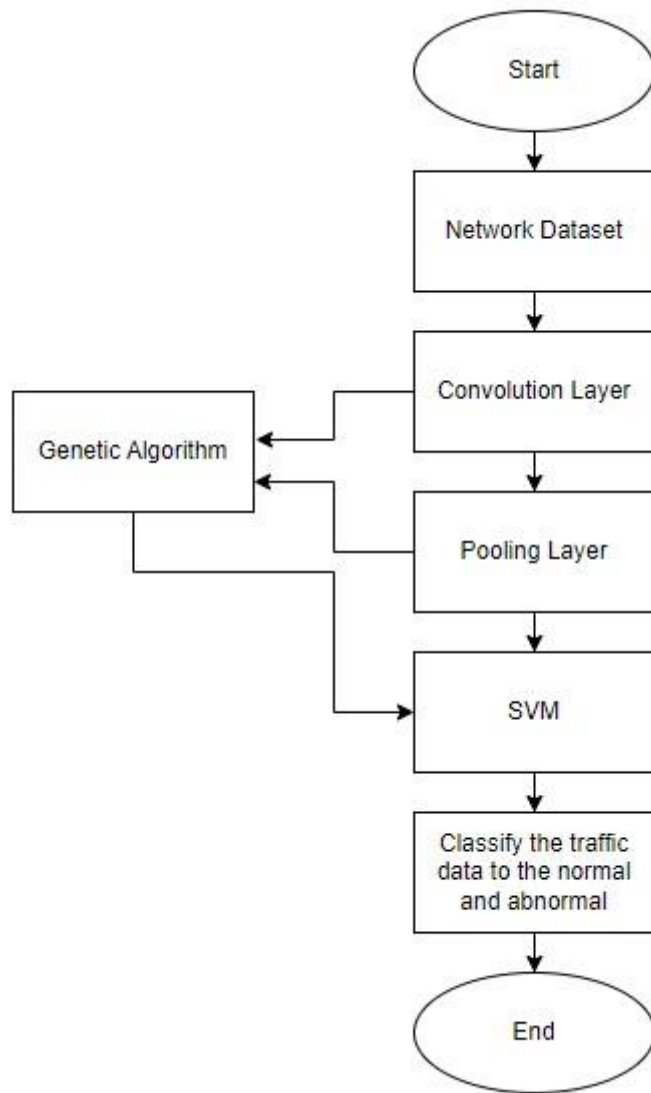 Start
Network Dataset
Convolution Layer
Genetic Algorithm
Pooling Layer
SVM
Classify the traffic
data to the normal
and abnormal
End